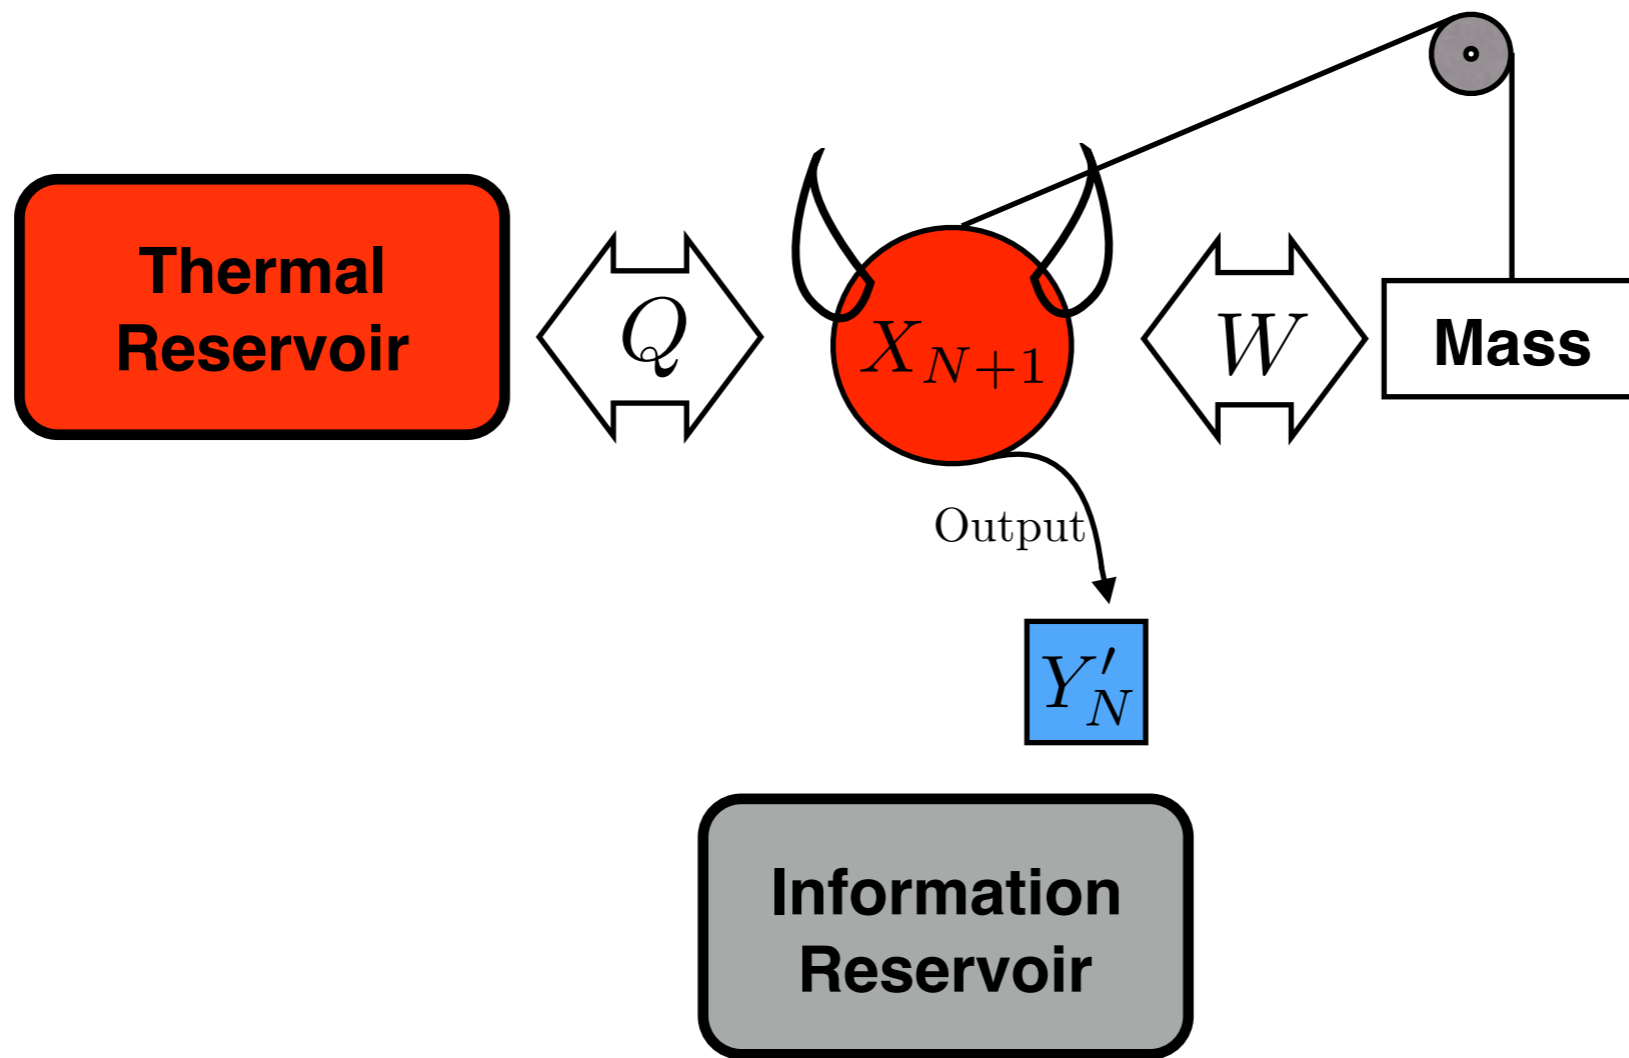 Thermal
Reservoir
Q
X_{N+1}
W
Mass
Output
Y'_N
Information
Reservoir